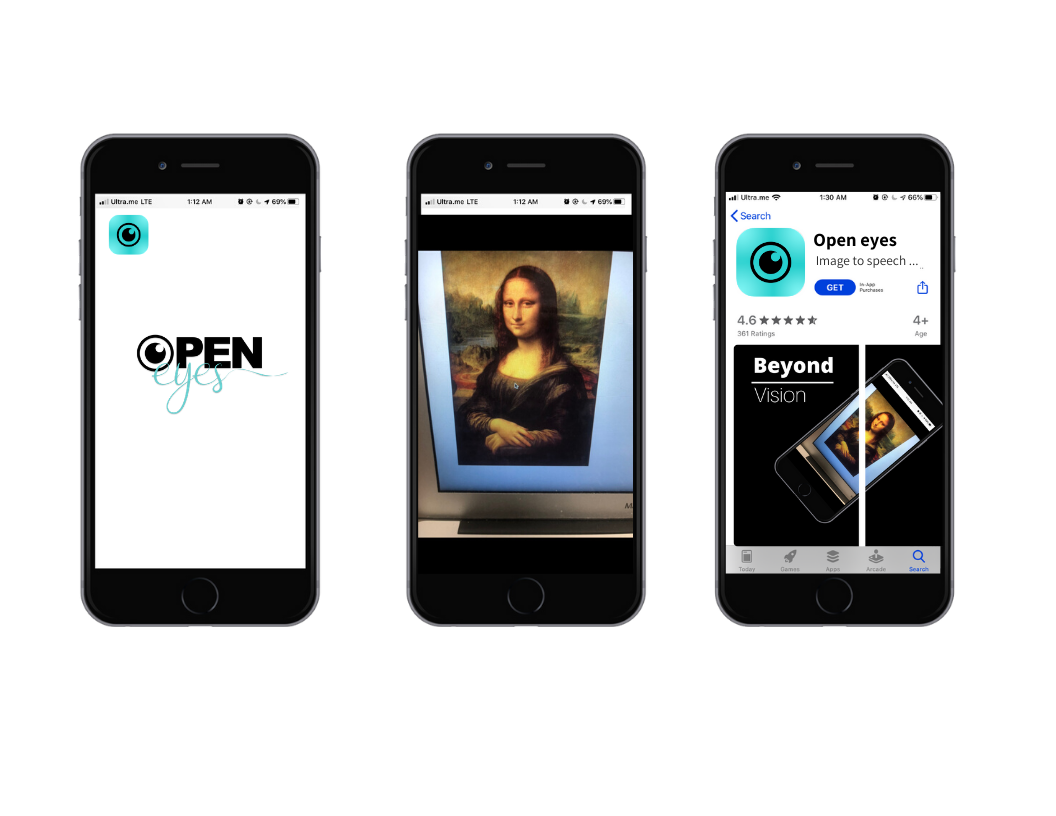 Ultra.me LTE 1:12 AM 69%
OPEN
eyes
Ultra.me LTE 1:12 AM 69%
Ultra.me 1:30 AM 66%
Search
Open eyes
Image to speech ...
GET In-App
Purchases
4.6 4+
361 Ratings Age
Beyond
Vision
Today Games Apps Arcade Search